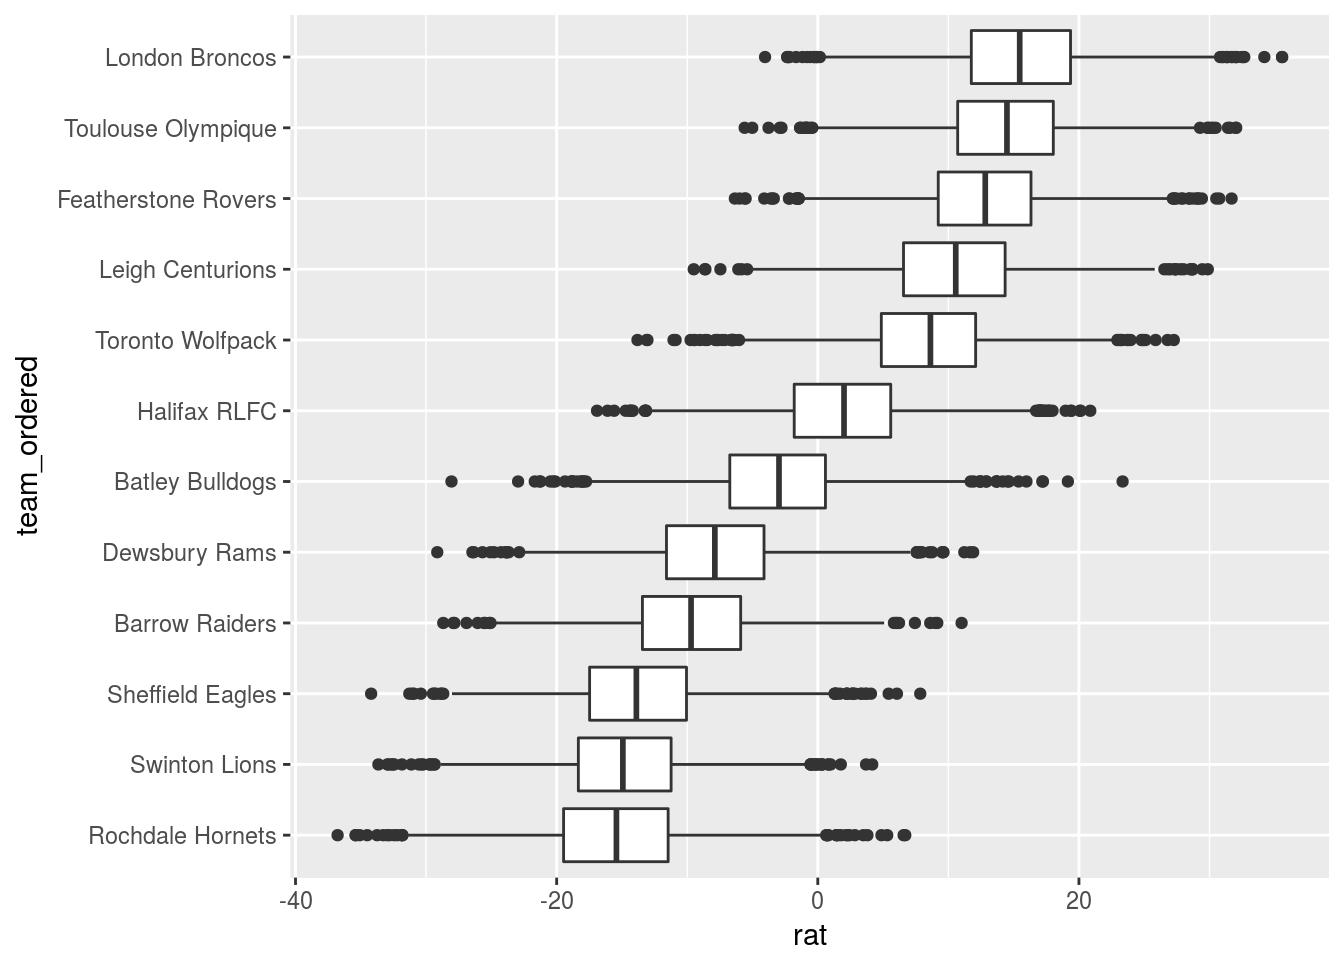 London Broncos
Toulouse Olympique
Featherstone Rovers
Leigh Centurions
Toronto Wolfpack
Halifax RLFC
Batley Bulldogs
Dewsbury Rams
Barrow Raiders
Sheffield Eagles
Swinton Lions
Rochdale Hornets
team_ordered
-40 -20 0 20
rat